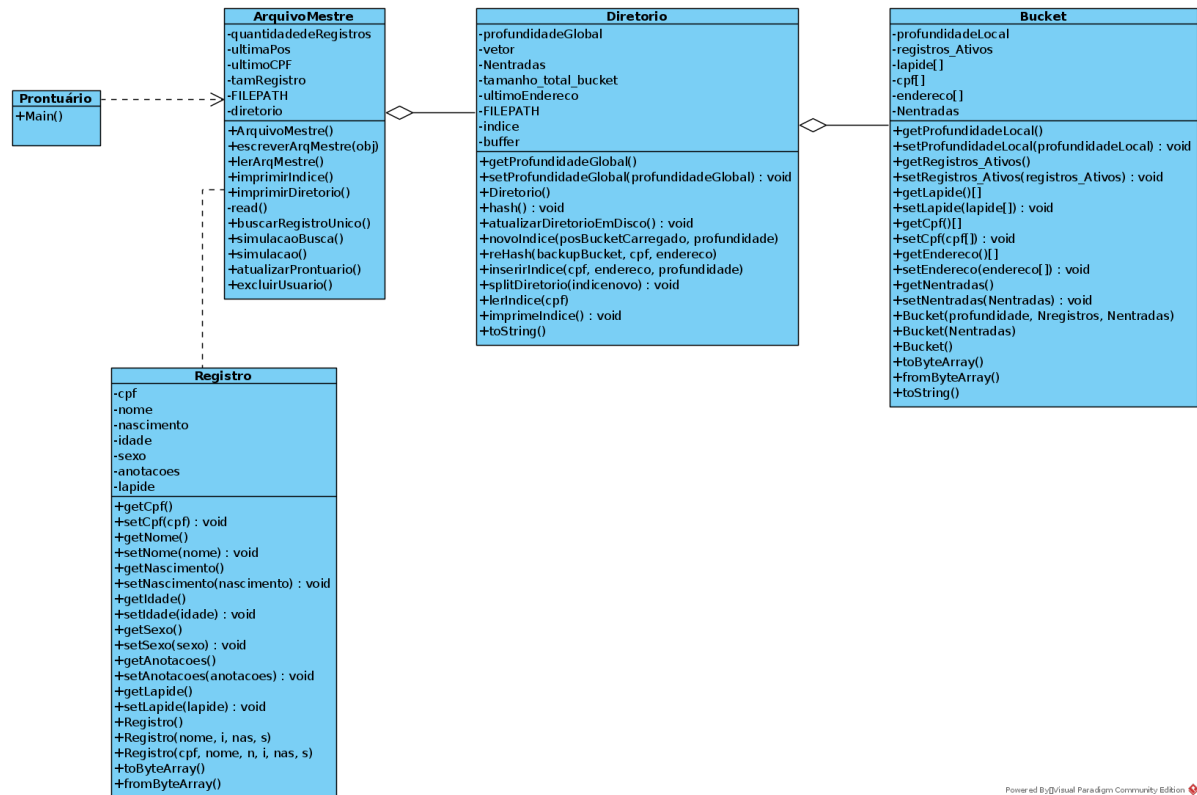 Prontuário
+Main()
ArquivoMestre
-quantidadedeRegistros
-ultimaPos
-ultimoCPF
-tamRegistro
-FILEPATH
-diretorio
+ArquivoMestre()
+escreverArqMestre(obj)
+lerArqMestre()
+imprimirIndice()
+imprimirDiretorio()
-read()
+buscarRegistroUnico()
+simulacaoBusca()
+simulacao()
+atualizarProntuario()
+excluirUsuario()
Diretorio
-profundidadeGlobal
-vetor
-Nentradas
-tamanho_total_bucket
-ultimoEndereco
-FILEPATH
-indice
-buffer
+getProfundidadeGlobal()
+setProfundidadeGlobal(profundidadeGlobal) : void
+Diretorio()
+hash() : void
+atualizarDiretorioEmDisco() : void
+novoIndice(posBucketCarregado, profundidade)
+reHash(backupBucket, cpf, endereco)
+inserirIndice(cpf, endereco, profundidade)
+splitDiretorio(indicenovo) : void
+lerIndice(cpf)
+imprimeIndice() : void
+toString()
Bucket
-profundidadeLocal
-registros_Ativos
-lapide[]
-cpf[]
-endereco[]
-Nentradas
+getProfundidadeLocal()
+setProfundidadeLocal(profundidadeLocal) : void
+getRegistros_Ativos()
+setRegistros_Ativos(registros_Ativos) : void
+getLapide()[]
+setLapide(lapide[]) : void
+getCpf()[]
+setCpf(cpf[]) : void
+getEndereco()[]
+setEndereco(endereco[]) : void
+getNentradas()
+setNentradas(Nentradas) : void
+Bucket(profundidade, Nregistros, Nentradas)
+Bucket(Nentradas)
+Bucket()
+toByteArray()
+fromByteArray()
+toString()
Registro
-cpf
-nome
-nascimento
-idade
-sexo
-anotacoes
-lapide
+getCpf()
+setCpf(cpf) : void
+getNome()
+setNome(nome) : void
+getNascimento()
+setNascimento(nascimento) : void
+getIdade()
+setIdade(idade) : void
+getSexo()
+setSexo(sexo) : void
+getAnotacoes()
+setAnotacoes(anotacoes) : void
+getLapide()
+setLapide(lapide) : void
+Registro()
+Registro(nome, i, nas, s)
+Registro(cpf, nome, n, i, nas, s)
+toByteArray()
+fromByteArray()
Powered By▯Visual Paradigm Community Edition